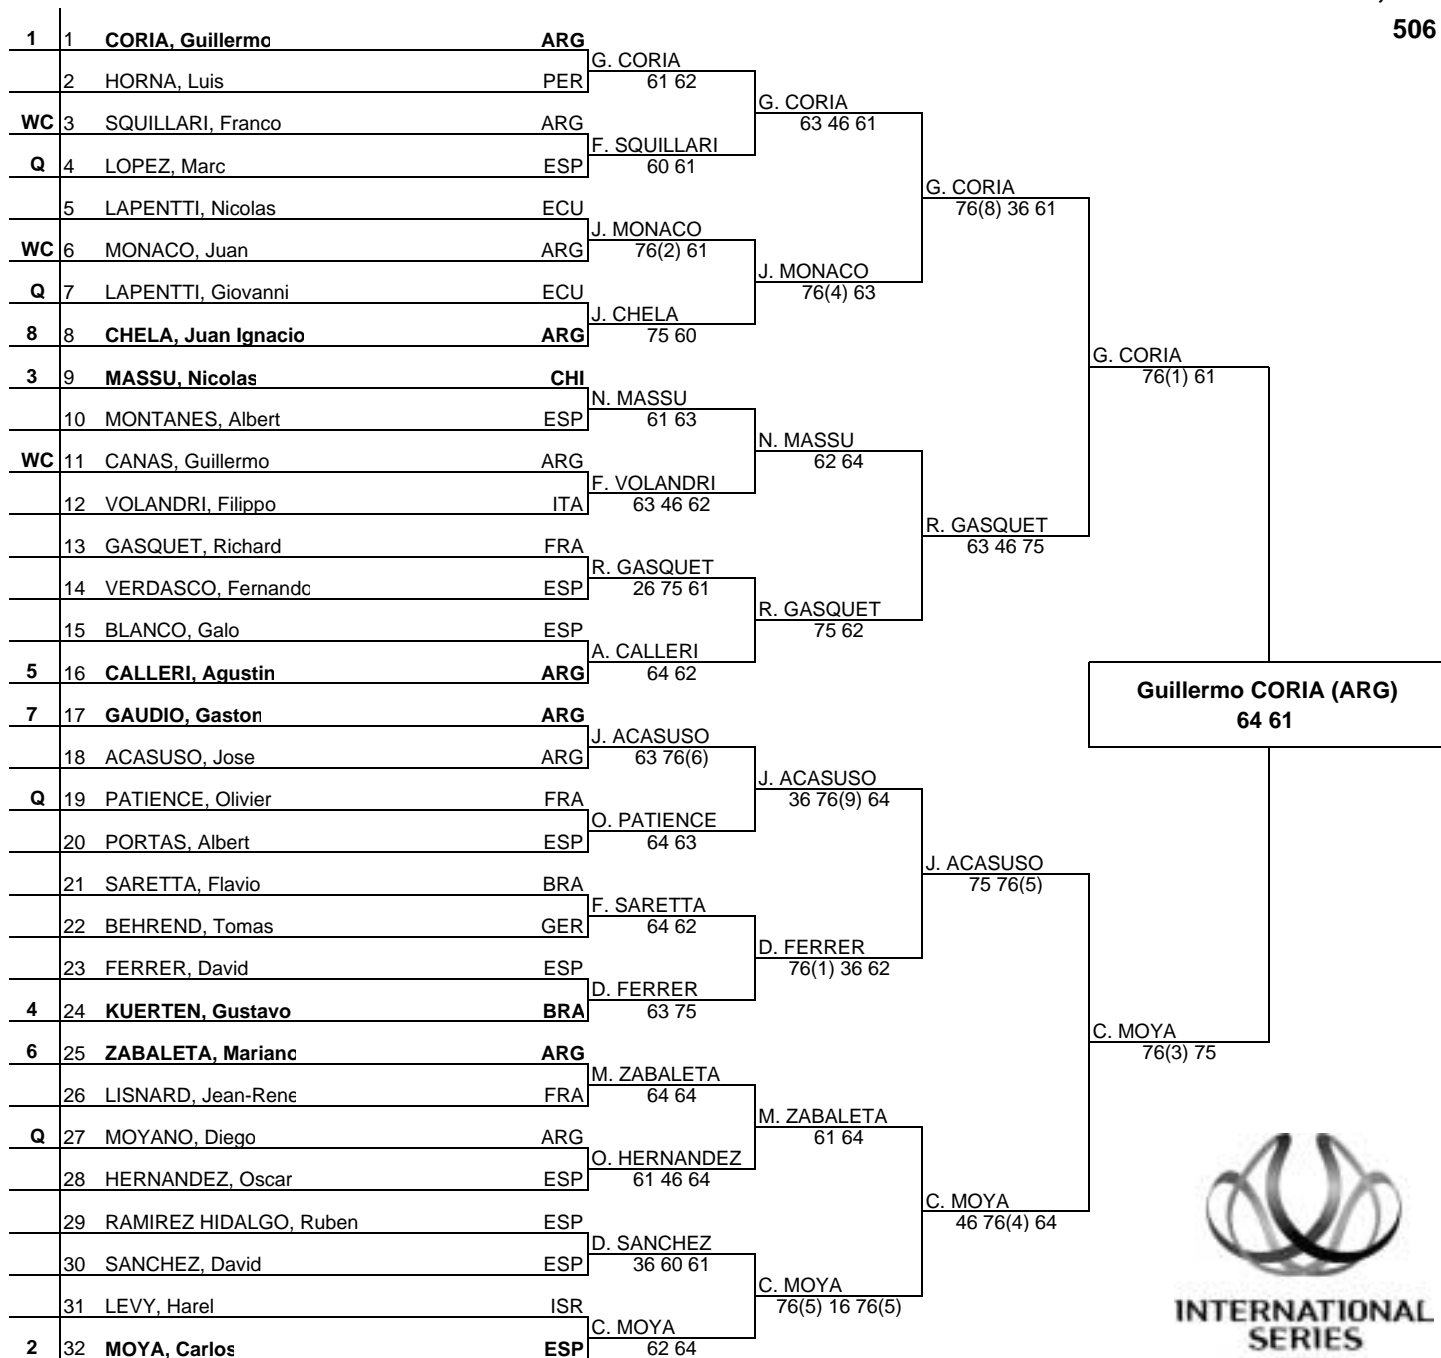 506
1 1 CORIA, Guillermo ARG
G. CORIA
2 HORNA, Luis PER 61 62
G. CORIA
WC 3 SQUILLARI, Franco ARG 63 46 61
F. SQUILLARI
Q 4 LOPEZ, Marc ESP 60 61
G. CORIA
5 LAPENTTI, Nicolas ECU 76(8) 36 61
J. MONACO
WC 6 MONACO, Juan ARG 76(2) 61
J. MONACO
Q 7 LAPENTTI, Giovanni ECU 76(4) 63
J. CHELA
8 8 CHELA, Juan Ignacio ARG 75 60
G. CORIA
3 9 MASSU, Nicolas CHI 76(1) 61
N. MASSU
10 MONTANES, Albert ESP 61 63
N. MASSU
WC 11 CANAS, Guillermo ARG 62 64
F. VOLANDRI
12 VOLANDRI, Filippo ITA 63 46 62
R. GASQUET
13 GASQUET, Richard FRA 63 46 75
R. GASQUET
14 VERDASCO, Fernando ESP 26 75 61
R. GASQUET
15 BLANCO, Galo ESP 75 62
A. CALLERI
5 16 CALLERI, Agustin ARG 64 62
Guillermo CORIA (ARG)
64 61
7 17 GAUDIO, Gaston ARG
J. ACASUSO
18 ACASUSO, Jose ARG 63 76(6)
J. ACASUSO
Q 19 PATIENCE, Olivier FRA 36 76(9) 64
O. PATIENCE
20 PORTAS, Albert ESP 64 63
J. ACASUSO
21 SARETTA, Flavio BRA 75 76(5)
F. SARETTA
22 BEHREND, Tomas GER 64 62
D. FERRER
23 FERRER, David ESP 76(1) 36 62
D. FERRER
4 24 KUERTEN, Gustavo BRA 63 75
C. MOYA
6 25 ZABALETA, Mariano ARG 76(3) 75
M. ZABALETA
26 LISNARD, Jean-Rene FRA 64 64
M. ZABALETA
Q 27 MOYANO, Diego ARG 61 64
O. HERNANDEZ
28 HERNANDEZ, Oscar ESP 61 46 64
C. MOYA
29 RAMIREZ HIDALGO, Ruben ESP 46 76(4) 64
D. SANCHEZ
30 SANCHEZ, David ESP 36 60 61
C. MOYA
31 LEVY, Harel ISR 76(5) 16 76(5)
C. MOYA
2 32 MOYA, Carlos ESP 62 64
INTERNATIONAL
SERIES